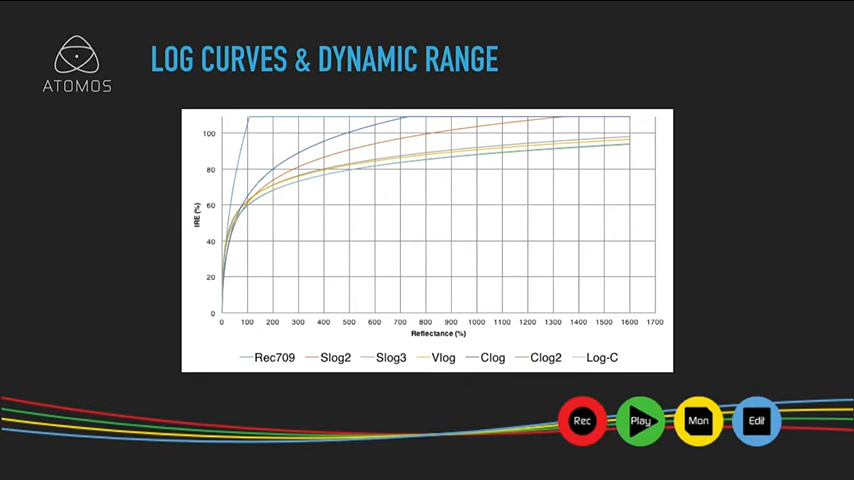 LOG CURVES & DYNAMIC RANGE
ATOMOS
100
80
60
40
20
0
IRE (%)
0 100 200 300 400 500 600 700 800 900 1000 1100 1200 1300 1400 1500 1600 1700
Reflectance (%)
Rec709 Slog2 Slog3 Vlog Clog Clog2 Log-C
Rec Play Mon Edit